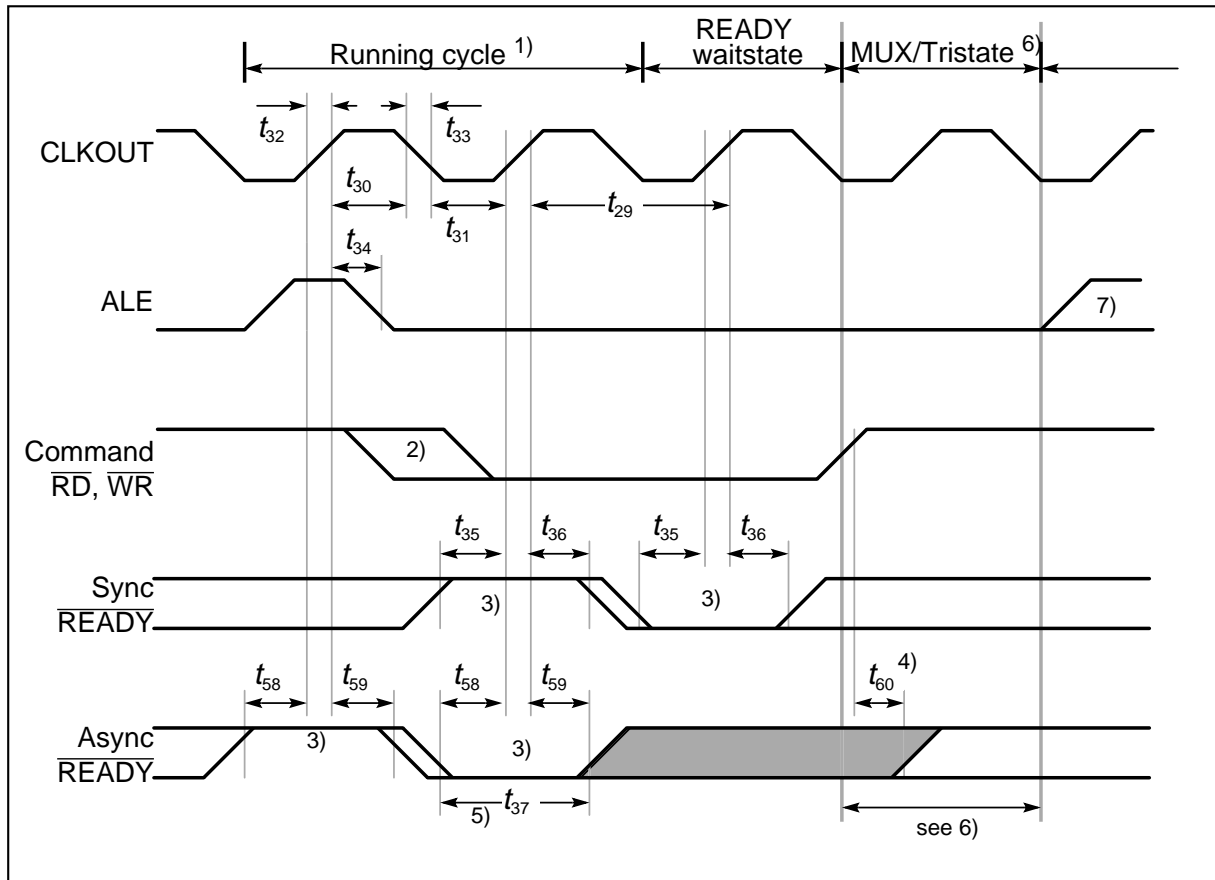 READY
Running cycle 1) waitstate MUX/Tristate 6)
t32 t33
CLKOUT
t30
t31 t29
t34
ALE 7)
Command 2)
RD, WR
t35 t36 t35 t36
Sync 3) 3)
READY
t58 t59 t58 t59 t60 4)
Async 3) 3)
READY
5) t37
see 6)